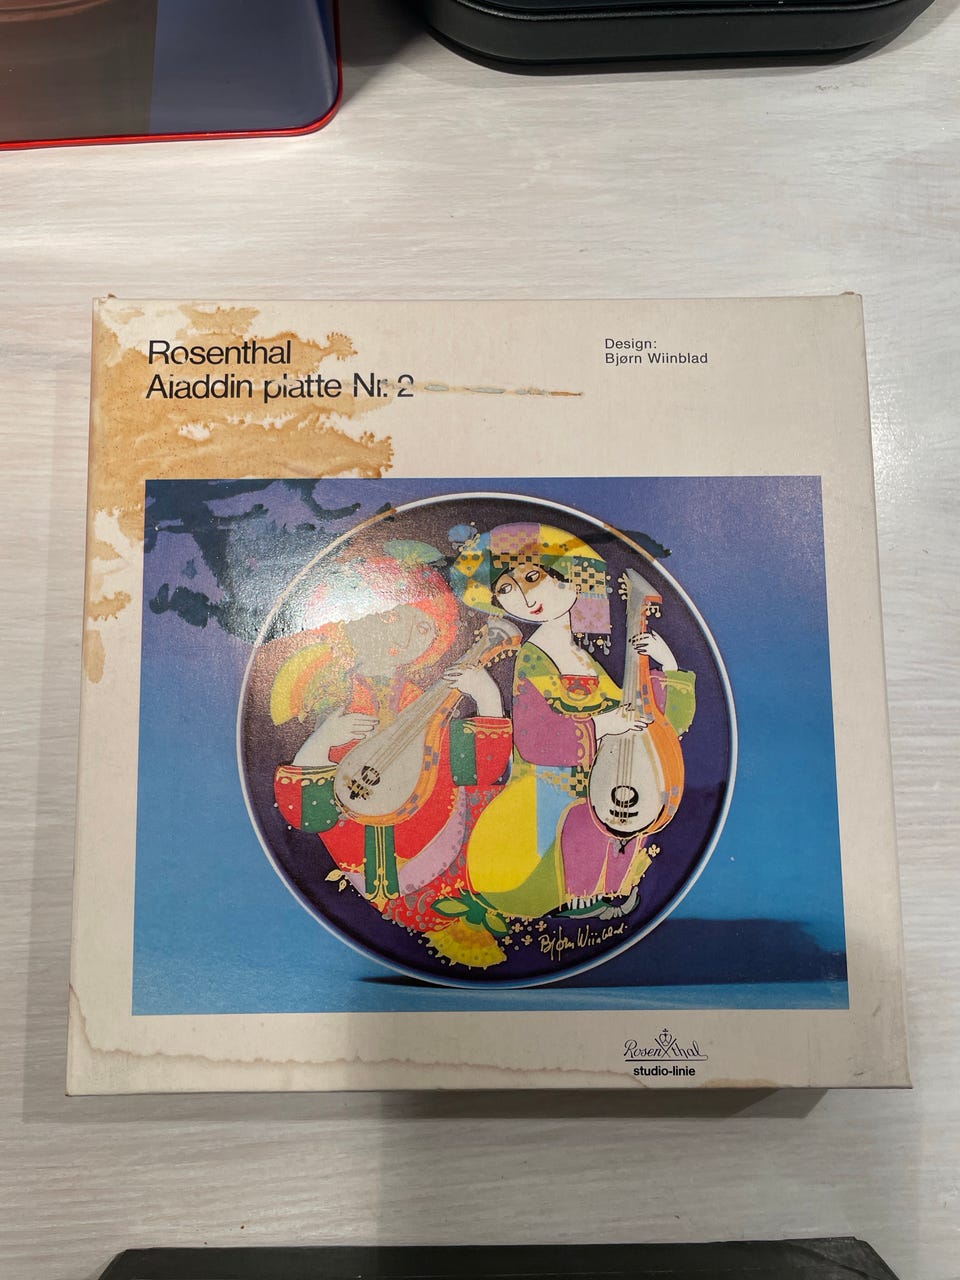 Rosenthal
Aladdin platte Nr. 2
Design:
Bjørn Wiinblad
Bjørn Wiinblad
Rosenthal
studio-linie